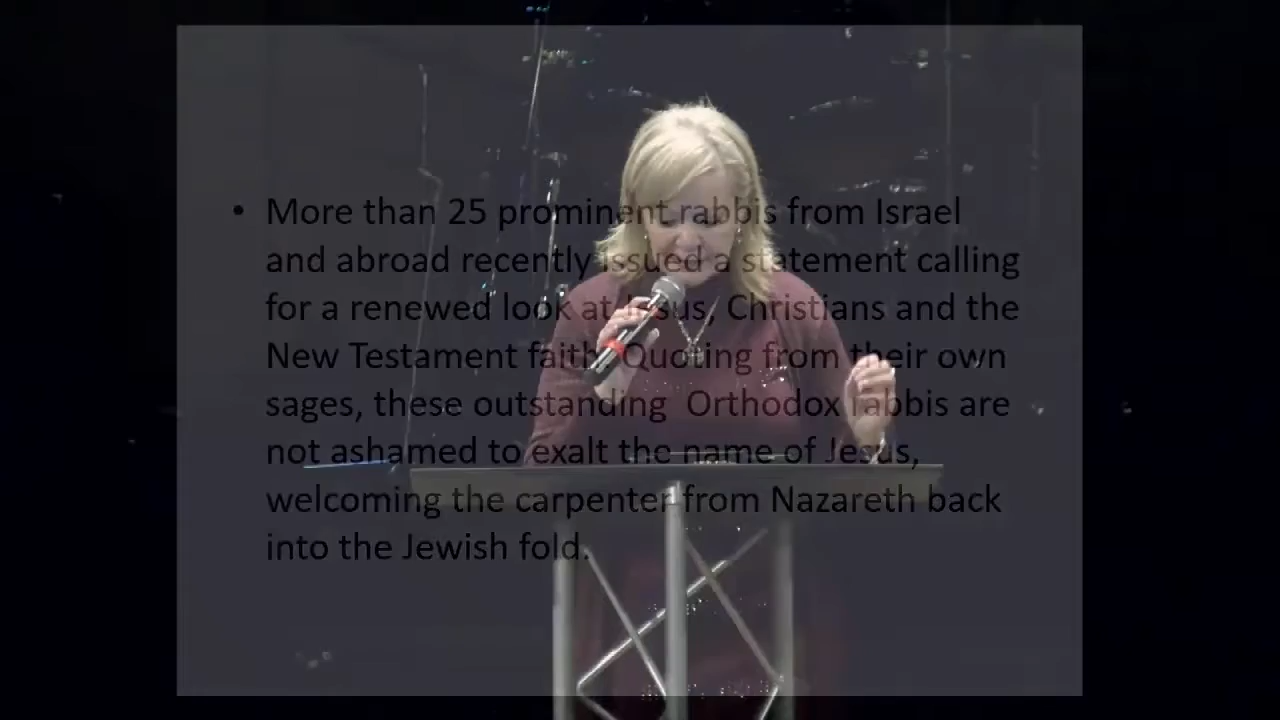 • More than 25 prominent rabbis from Israel
and abroad recently issued a statement calling
for a renewed look at Jesus, Christians and the
New Testament faith. Quoting from their own
sages, these outstanding  Orthodox rabbis are
not ashamed to exalt the name of Jesus,
welcoming the carpenter from Nazareth back
into the Jewish fold.